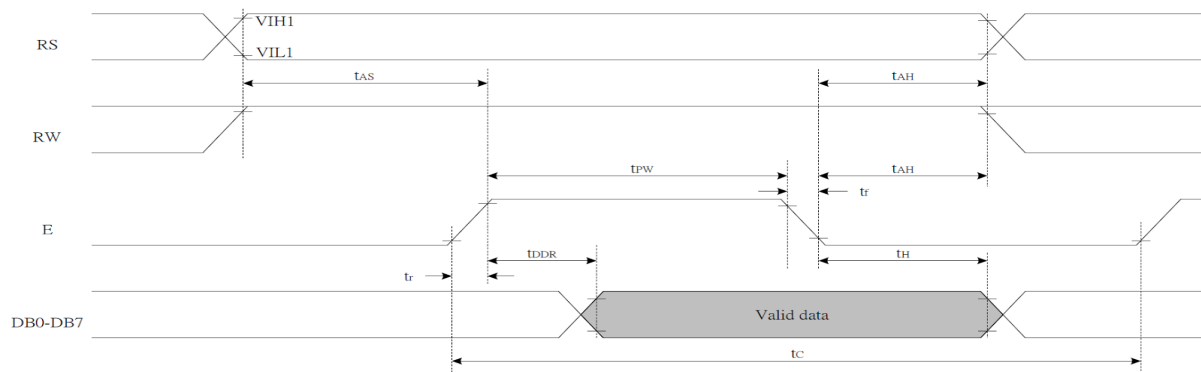 VIH1
RS
VIL1
tAS
tAH
RW
tPW
tAH
tf
E
tDDR
tH
tr
DB0-DB7
Valid data
tC